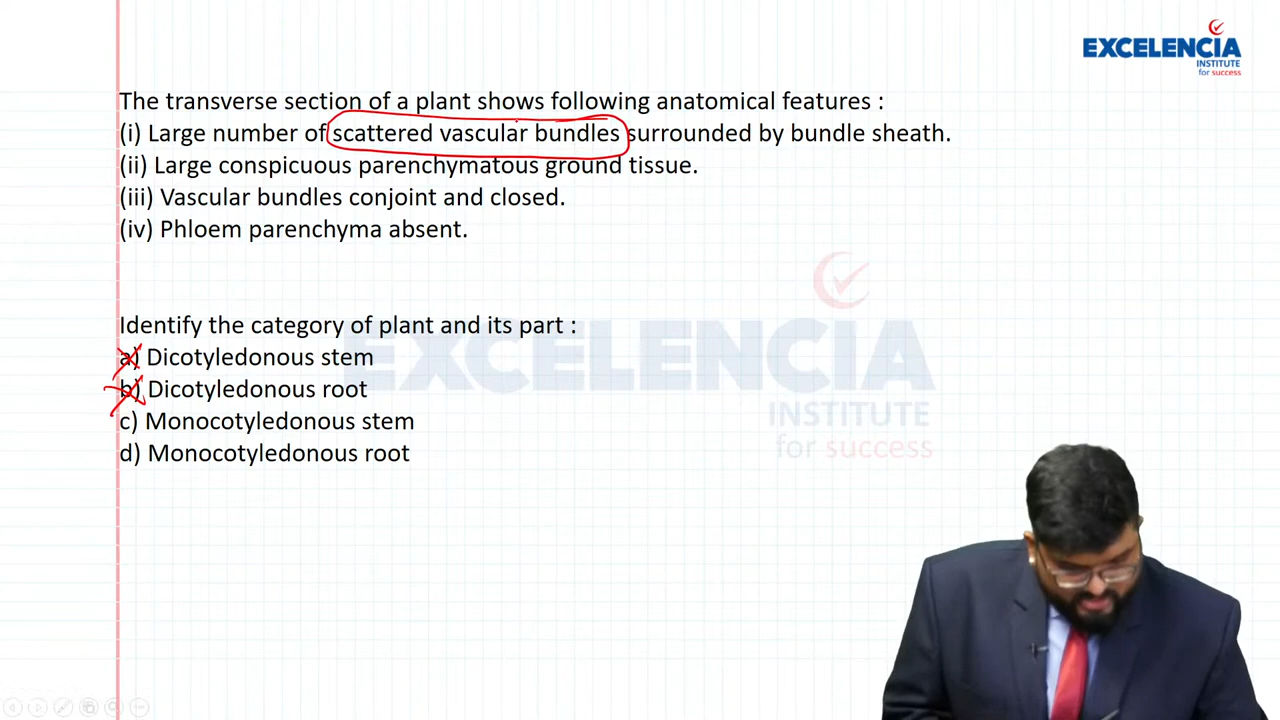 EXCELENCIA
INSTITUTE
for success
The transverse section of a plant shows following anatomical features :
(i) Large number of scattered vascular bundles surrounded by bundle sheath.
(ii) Large conspicuous parenchymatous ground tissue.
(iii) Vascular bundles conjoint and closed.
(iv) Phloem parenchyma absent.
Identify the category of plant and its part :
a) Dicotyledonous stem
b) Dicotyledonous root
c) Monocotyledonous stem
d) Monocotyledonous root
EXCELENCIA
INSTITUTE
for success